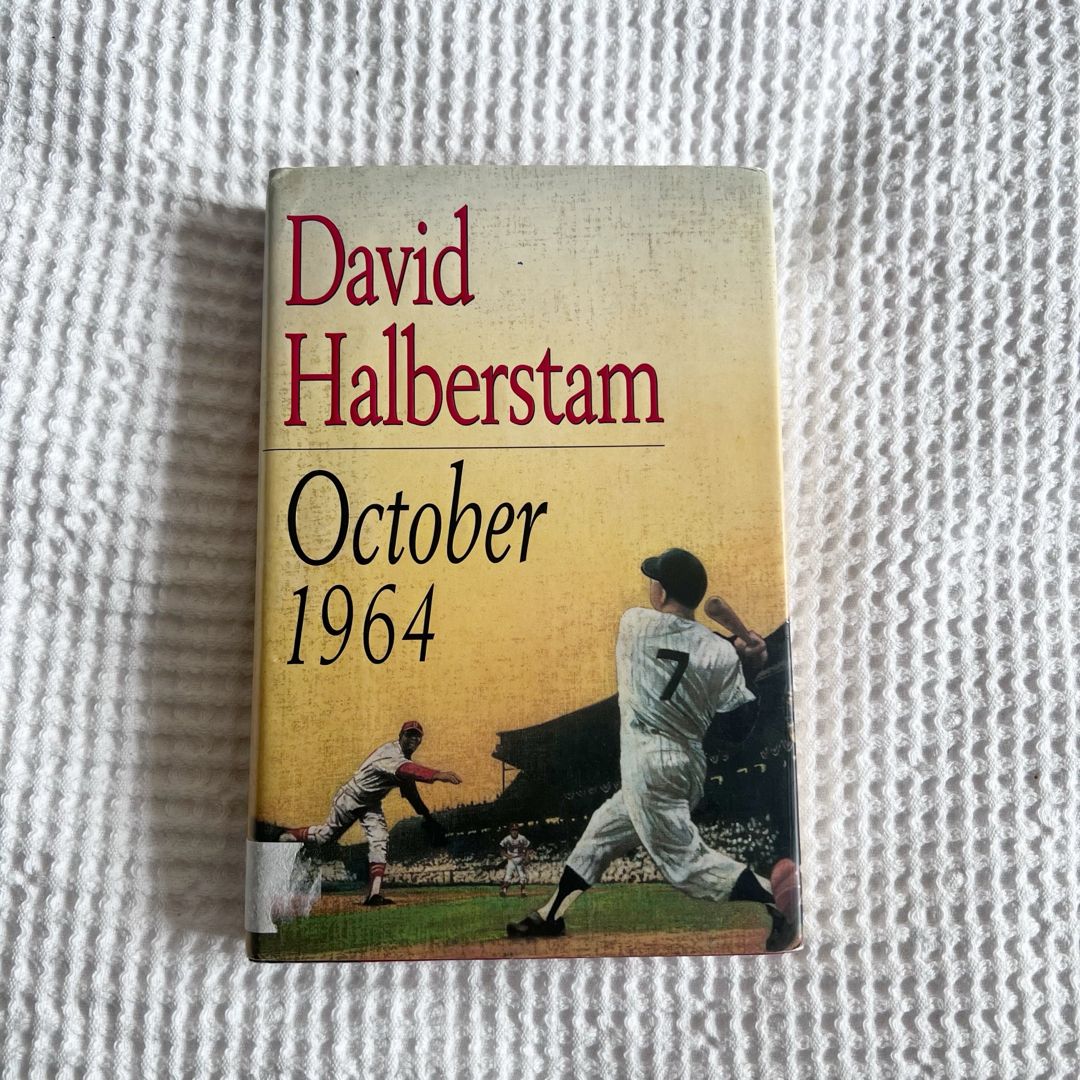 David
Halberstam
October
1964
7